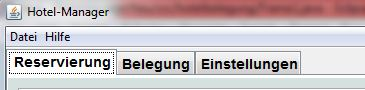 Hotel-Manager
Datei Hilfe
Reservierung Belegung Einstellungen